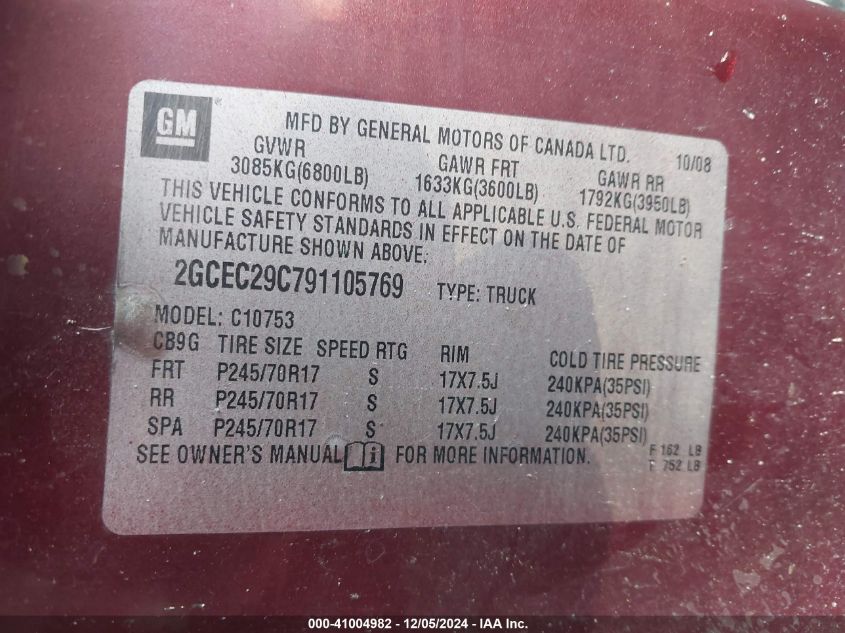 GM
MFD BY GENERAL MOTORS OF CANADA LTD. 10/08
GVWR GAWR FRT GAWR RR
3085KG(6800LB) 1633KG(3600LB) 1792KG(3950LB)
THIS VEHICLE CONFORMS TO ALL APPLICABLE U.S. FEDERAL MOTOR
VEHICLE SAFETY STANDARDS IN EFFECT ON THE DATE OF
MANUFACTURE SHOWN ABOVE:
2GCEC29C791105769 TYPE: TRUCK
MODEL: C10753
CB9G TIRE SIZE SPEED RTG RIM COLD TIRE PRESSURE
FRT P245/70R17 S 17X7.5J 240KPA(35PSI)
RR P245/70R17 S 17X7.5J 240KPA(35PSI)
SPA P245/70R17 S 17X7.5J 240KPA(35PSI)
SEE OWNER'S MANUAL i FOR MORE INFORMATION.
F 162 LB
752 LB
000-41004982 - 12/05/2024 - IAA Inc.